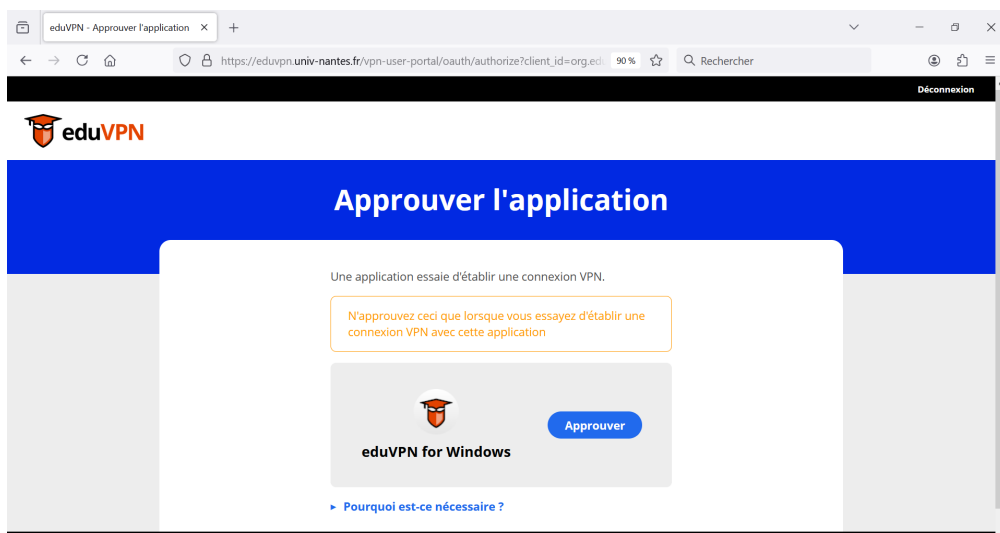 eduVPN - Approuver l'application
https://eduvpn.univ-nantes.fr/vpn-user-portal/oauth/authorize?client_id=org.ed
90 %
Rechercher
Déconnexion
eduVPN
Approuver l'application
Une application essaie d'établir une connexion VPN.
N'approuvez ceci que lorsque vous essayez d'établir une
connexion VPN avec cette application
Approuver
eduVPN for Windows
Pourquoi est-ce nécessaire ?